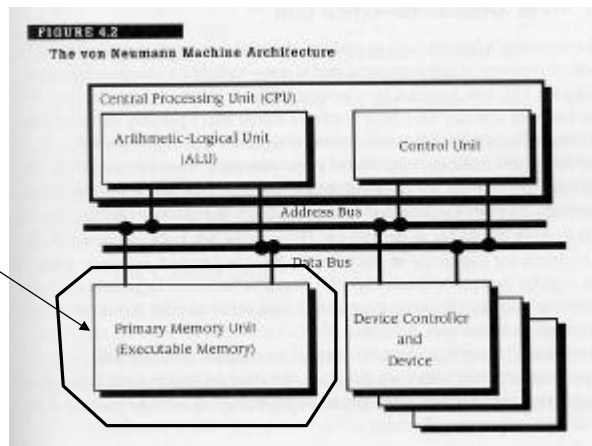 FIGURE 4.2
The von Neumann Machine Architecture
Central Processing Unit (CPU)
Arithmetic-Logical Unit
(ALU)
Control Unit
Address Bus
Data Bus
Primary Memory Unit
(Executable Memory)
Device Controller
and
Device